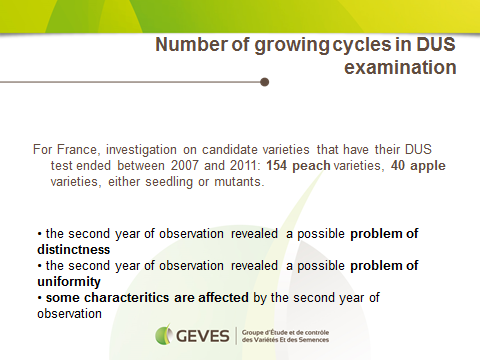 Number of growing cycles in DUS
examination
For France, investigation on candidate varieties that have their DUS
test ended between 2007 and 2011: 154 peach varieties, 40 apple
varieties, either seedling or mutants.
• the second year of observation revealed a possible problem of
distinctness
• the second year of observation revealed a possible problem of
uniformity
• some characteritics are affected by the second year of
observation
GEVES
Groupe d'Étude et de contrôle
des Variétés Et des Semences